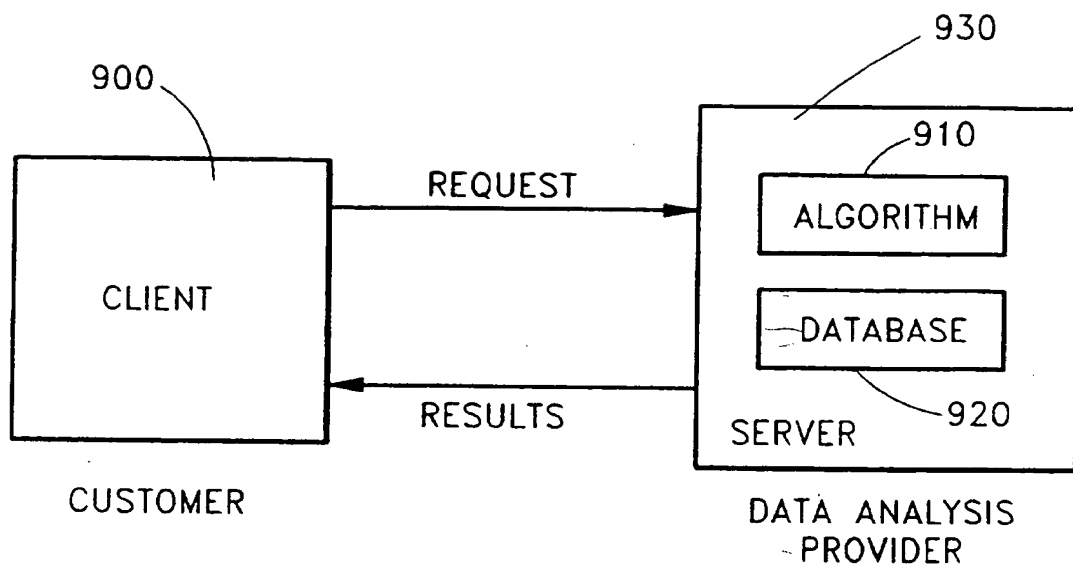 930
900
910
REQUEST
ALGORITHM
CLIENT
DATABASE
RESULTS
920
SERVER
CUSTOMER
DATA ANALYSIS
PROVIDER